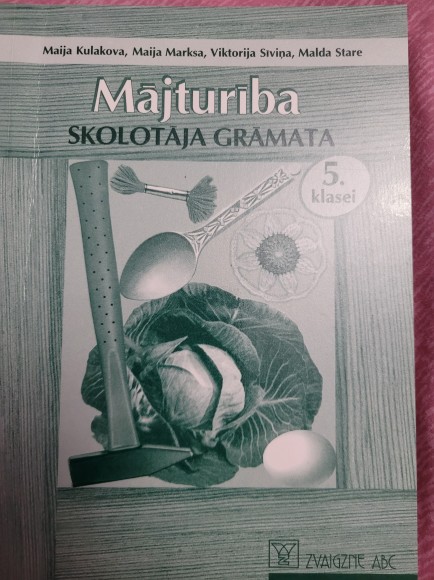 Maija Kulakova, Maija Marksa, Viktorija Sīviņa, Malda Stare
Mājturība
SKOLOTĀJA GRĀMATA
5.
klasei
ZVAIGZNE ABC